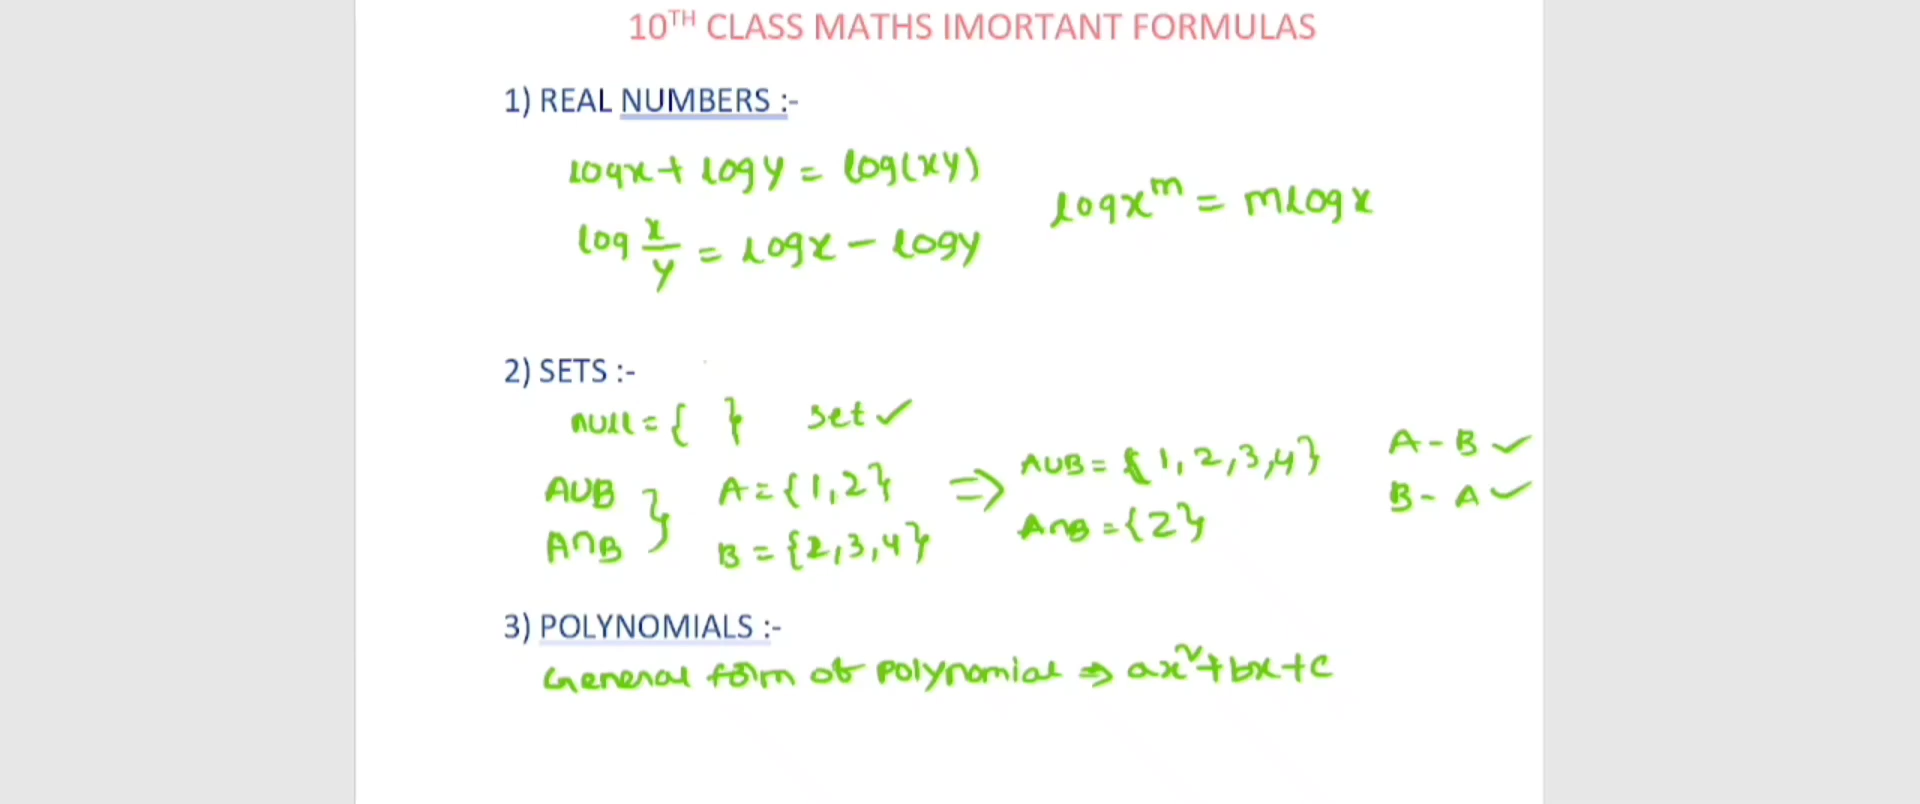 10TH CLASS MATHS IMORTANT FORMULAS
1) REAL NUMBERS :-
logx + logy = log(xy)
logx^m = mlogx
log x/y = logx - logy
2) SETS :-
null = { } set ✓
A∪B
A∩B }
A = {1,2}
B = {2,3,4}
⇒ A∪B = {1,2,3,4}
A∩B = {2}
A - B ✓
B - A ✓
3) POLYNOMIALS :-
General form of polynomial ⇒ ax²+bx+c